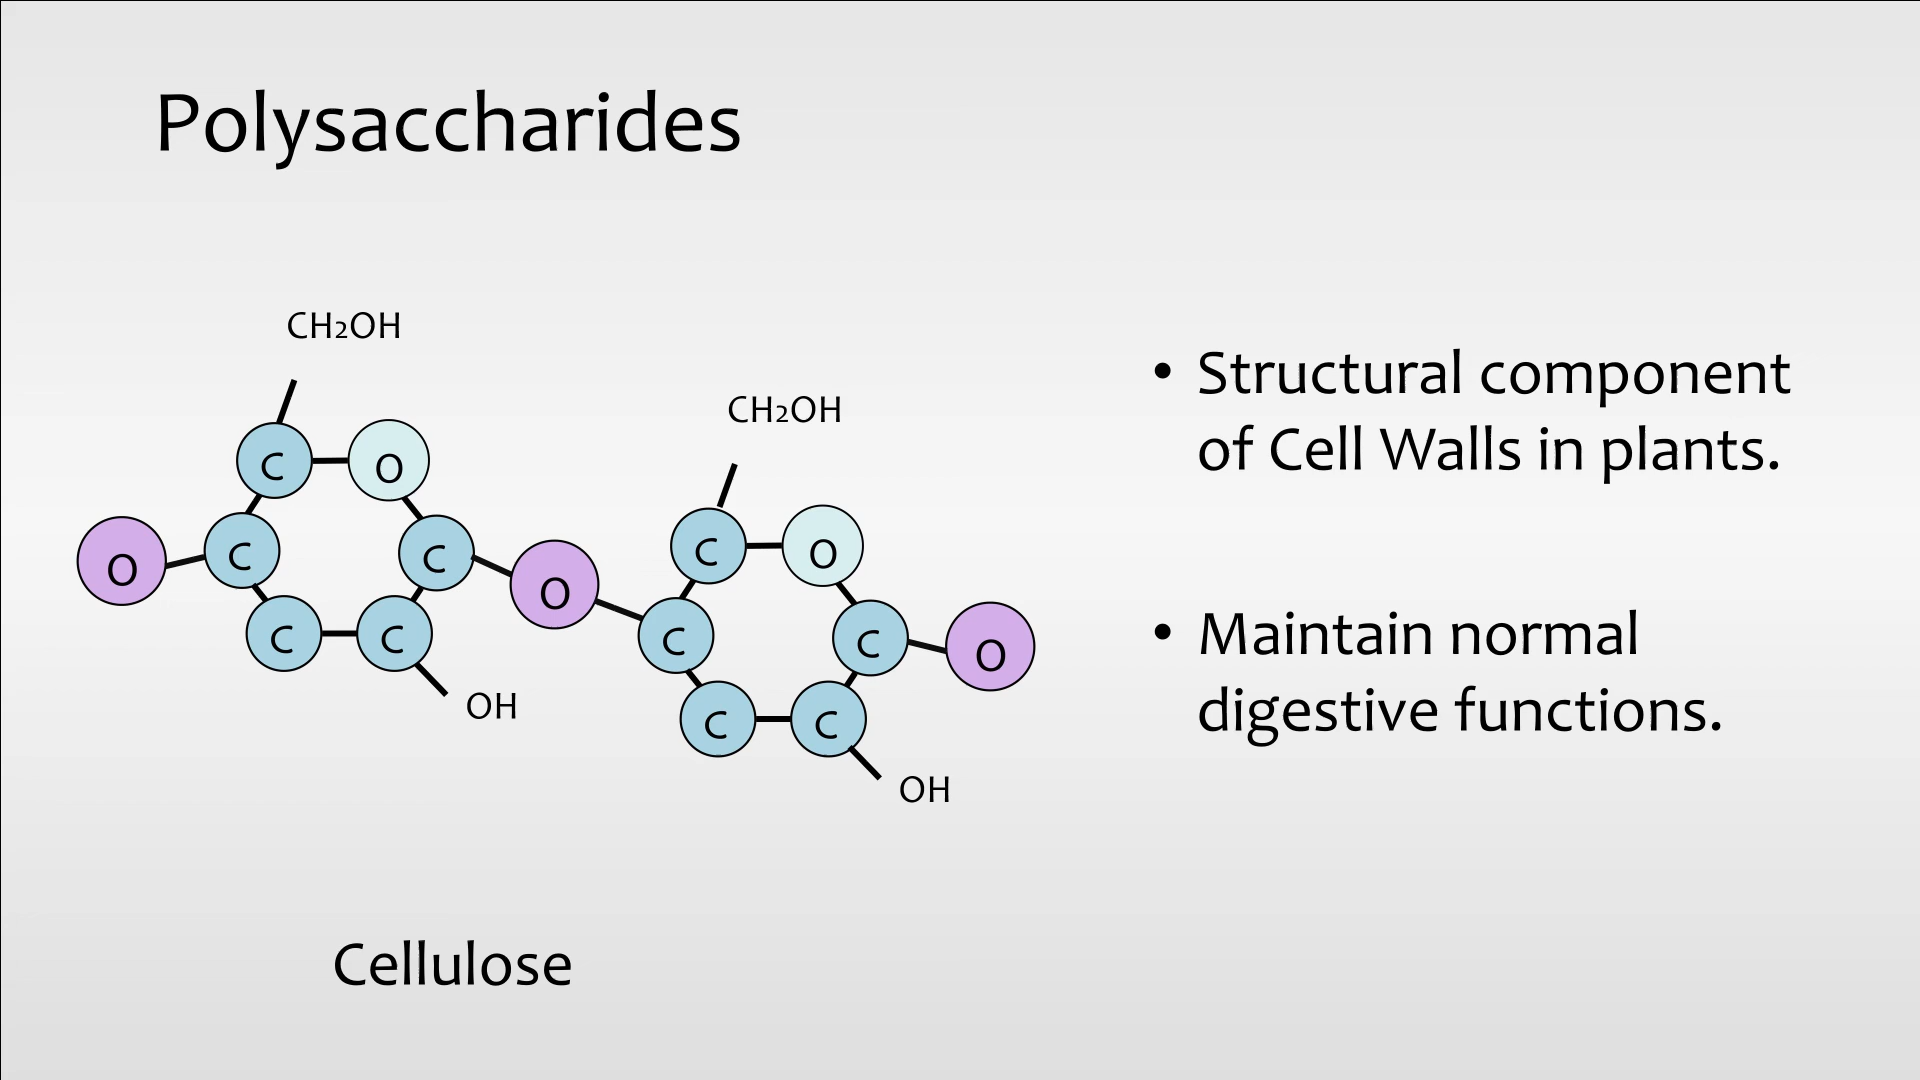 Polysaccharides
CH2OH
CH2OH
C O
C O
O C C O C C O
C C
C C
OH
OH
• Structural component
of Cell Walls in plants.
• Maintain normal
digestive functions.
Cellulose